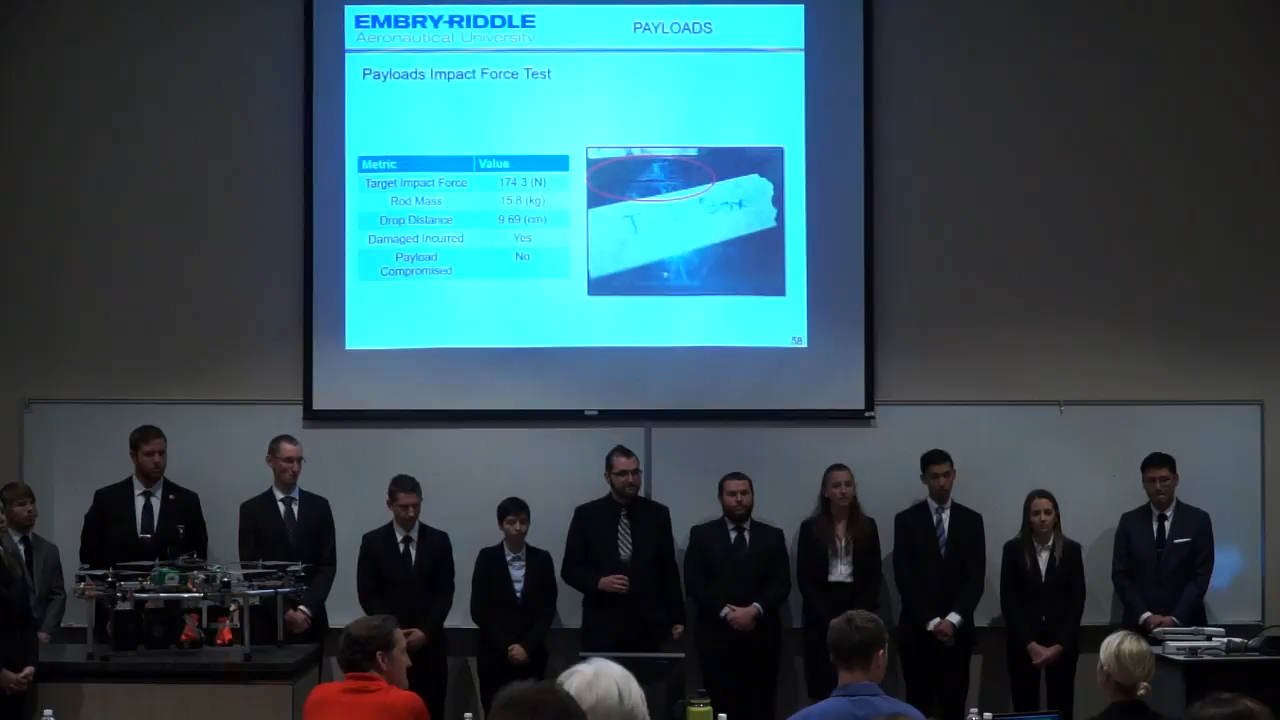 EMBRY-RIDDLE
Aeronautical University
PAYLOADS
Payloads Impact Force Test
Metric Value
Target Impact Force 174.3 (N)
Rod Mass 15.8 (kg)
Drop Distance 9.69 (cm)
Damaged Incurred Yes
Payload No
Compromised
58